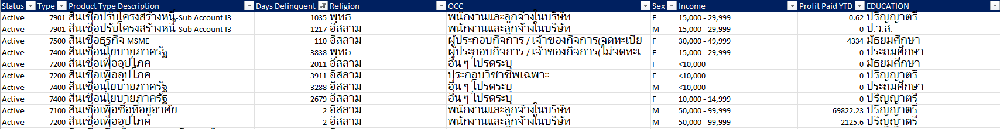 Status Type Product Type Description Days Delinquent Religion OCC Sex Income Profit Paid YTD EDUCATION
Active 7901 สินเชื่อปรับโครงสร้างหนี้-Sub Account I3 1035 พุทธ พนักงานและลูกจ้างในบริษัท F 15,000 - 29,999 0.62 ปริญญาตรี
Active 7901 สินเชื่อปรับโครงสร้างหนี้-Sub Account I3 1217 อิสลาม พนักงานและลูกจ้างในบริษัท M 15,000 - 29,999 0 ป.ว.ส.
Active 7500 สินเชื่อธุรกิจ MSME 110 อิสลาม ผู้ประกอบกิจการ / เจ้าของกิจการ(จดทะเบีย F 30,000 - 49,999 4334 มัธยมศึกษา
Active 7400 สินเชื่อนโยบายภาครัฐ 3838 พุทธ ผู้ประกอบกิจการ / เจ้าของกิจการ(ไม่จดทะเ F 15,000 - 29,999 0 ประถมศึกษา
Active 7200 สินเชื่อเพื่ออุปโภค 2011 อิสลาม อื่น ๆ โปรดระบุ F <10,000 0 มัธยมศึกษา
Active 7200 สินเชื่อเพื่ออุปโภค 3911 อิสลาม ประกอบวิชาชีพเฉพาะ F <10,000 0 ปริญญาตรี
Active 7400 สินเชื่อนโยบายภาครัฐ 3288 อิสลาม อื่น ๆ โปรดระบุ M <10,000 0 ประถมศึกษา
Active 7400 สินเชื่อนโยบายภาครัฐ 2679 อิสลาม อื่น ๆ โปรดระบุ F 10,000 - 14,999 0 ปริญญาตรี
Active 7100 สินเชื่อเพื่อซื้อที่อยู่อาศัย 2 อิสลาม พนักงานและลูกจ้างในบริษัท M 50,000 - 99,999 69822.23 ปริญญาตรี
Active 7200 สินเชื่อเพื่ออุปโภค 2 อิสลาม พนักงานและลูกจ้างในบริษัท M 50,000 - 99,999 2125.6 ปริญญาตรี